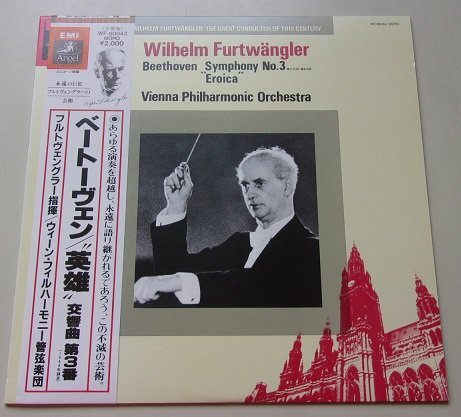 WILHELM FURTWÄNGLER THE GREAT CONDUCTOR OF THIS CENTURY
WF-60043 MONO
Wilhelm Furtwängler
Beethoven Symphony No.3
"Eroica"
Vienna Philharmonic Orchestra
EMI
Angel
WF-60043
MONO
¥2,000
永遠の巨匠
フルトヴェングラーの
芸術
●あらゆる演奏を超越し、永遠に語り継がれるであろう、この不滅の芸術。
ベートーヴェン/"英雄"
交響曲 第3番
フルトヴェングラー指揮/ウィーン・フィルハーモニー管弦楽団